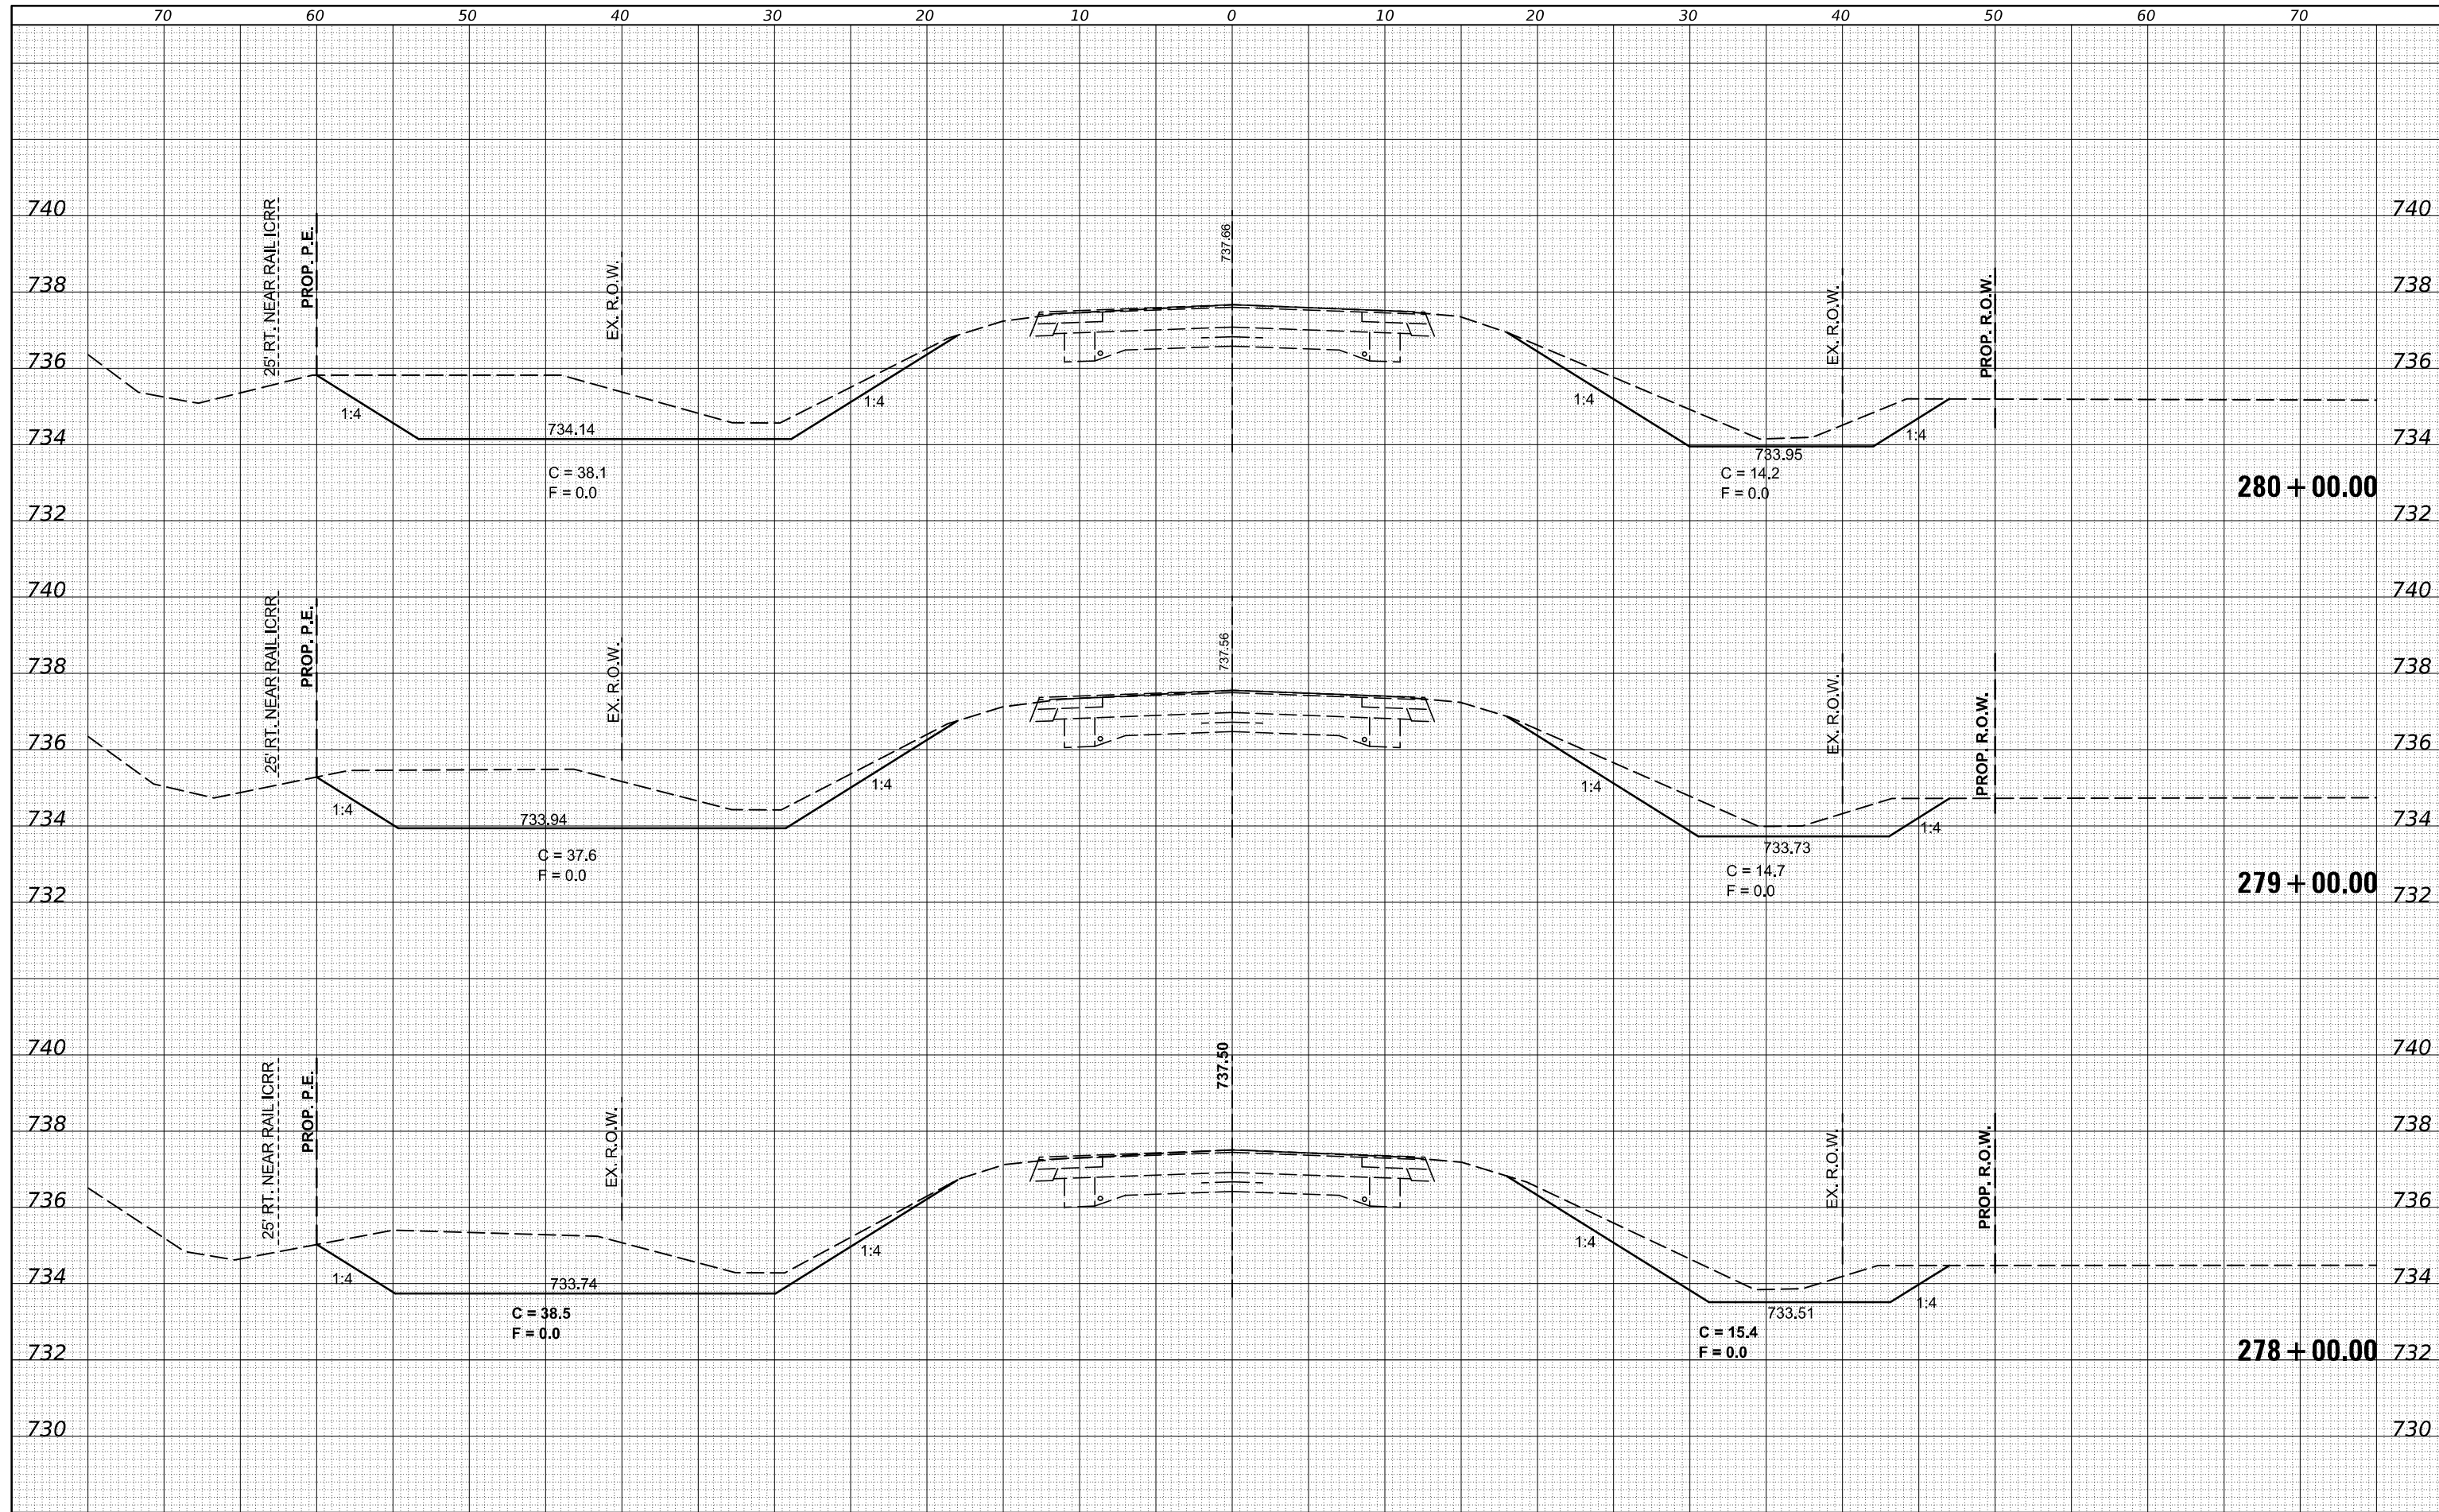 70 60 50 40 30 20 10 0 10 20 30 40 50 60 70
740 740
25' RT. NEAR RAIL ICRR
PROP. P.E.
EX. R.O.W.
737.66
EX. R.O.W.
PROP. R.O.W.
738 738
736 736
1:4 1:4 1:4 1:4
734 734.14 734
733.95
C = 38.1
F = 0.0
C = 14.2
F = 0.0
280+00.00
732 732
740 740
25' RT. NEAR RAIL ICRR
PROP. P.E.
EX. R.O.W.
737.56
EX. R.O.W.
PROP. R.O.W.
738 738
736 736
1:4 1:4 1:4 1:4
734 733.94 734
733.73
C = 37.6
F = 0.0
C = 14.7
F = 0.0
279+00.00
732 732
740 740
25' RT. NEAR RAIL ICRR
PROP. P.E.
EX. R.O.W.
737.50
EX. R.O.W.
PROP. R.O.W.
738 738
736 736
1:4 1:4 1:4 1:4
734 733.74 734
733.51
C = 38.5
F = 0.0
C = 15.4
F = 0.0
278+00.00
732 732
730 730